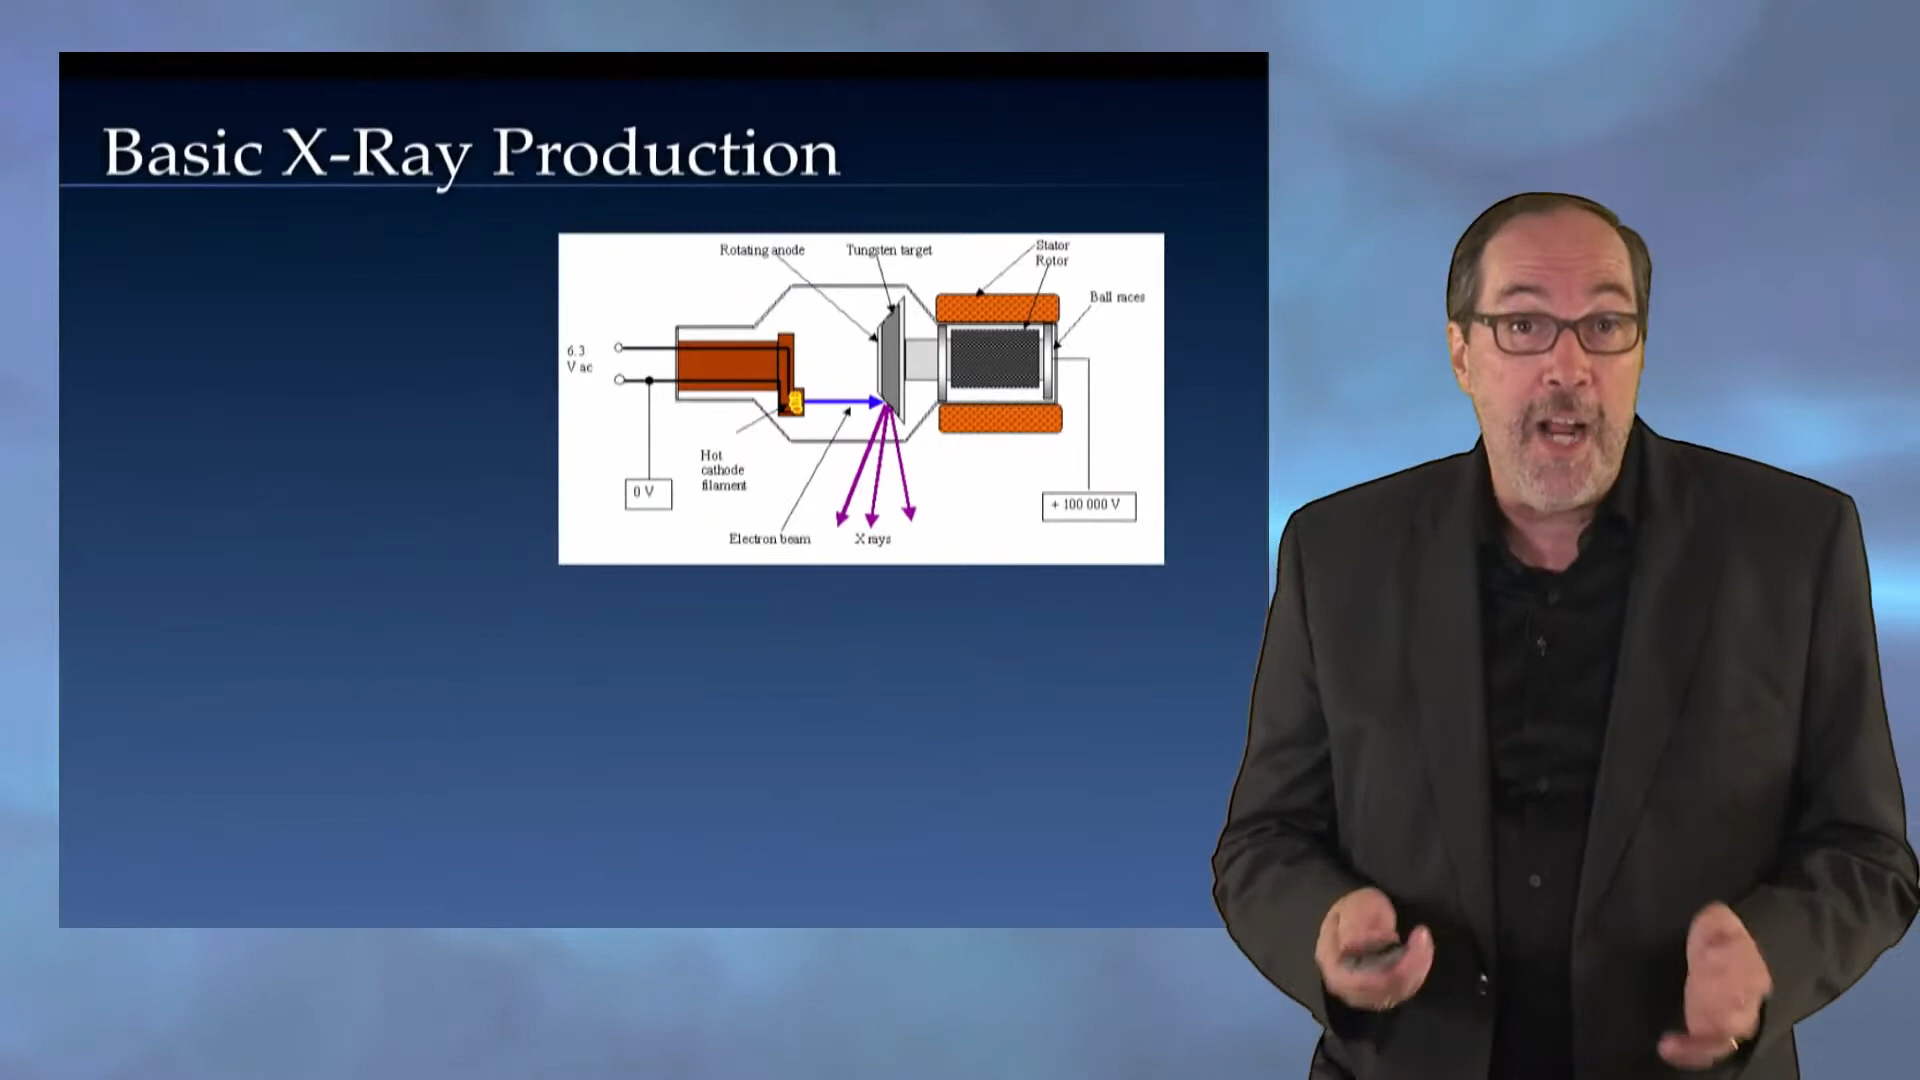 Basic X-Ray Production
Rotating anode
Tungsten target
Stator
Rotor
Ball races
6.3
V ac
Hot
cathode
filament
0 V
+ 100 000 V
Electron beam
X rays